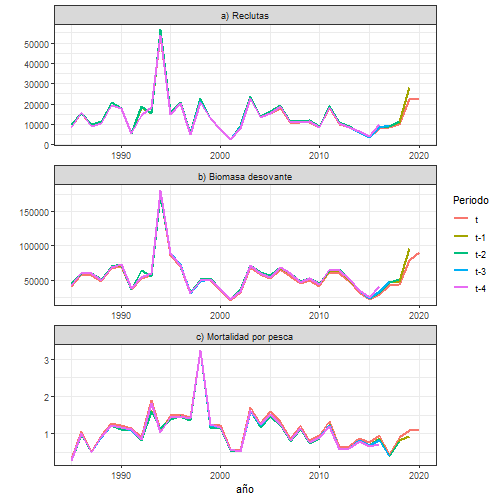 a) Reclutas
50000
40000
30000
20000
10000
0
1990
2000
2010
2020
b) Biomasa desovante
150000
100000
50000
1990
2000
2010
2020
c) Mortalidad por pesca
3
2
1
1990
2000
2010
2020
año
Periodo
t
t-1
t-2
t-3
t-4